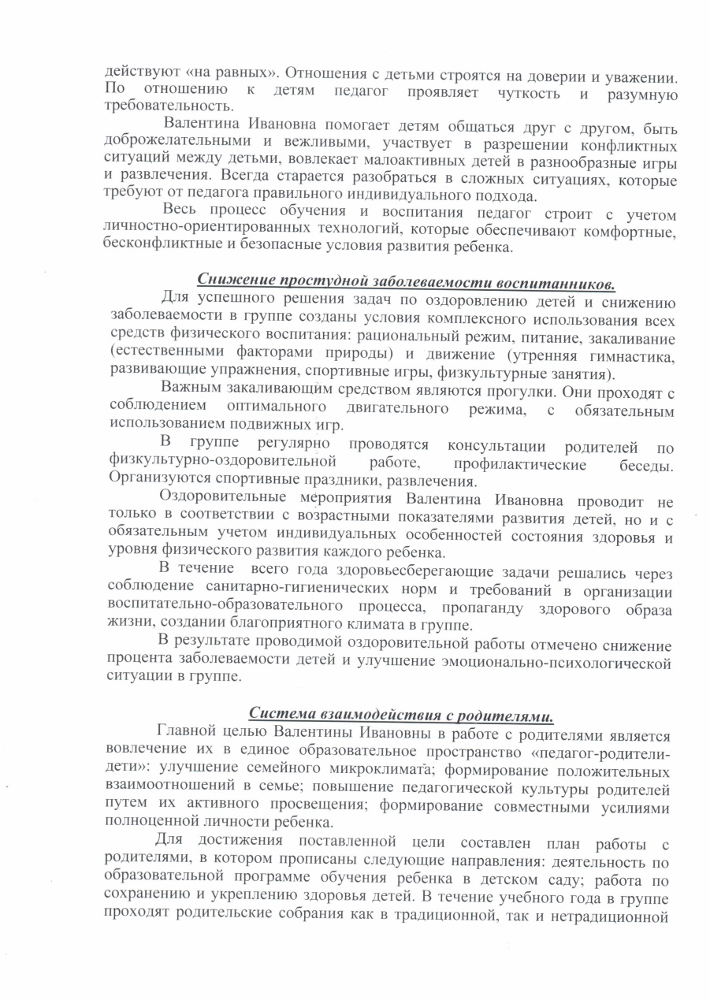 действуют «на равных». Отношения с детьми строятся на доверии и уважении.
По отношению к детям педагог проявляет чуткость и разумную
требовательность.
Валентина Ивановна помогает детям общаться друг с другом, быть
доброжелательными и вежливыми, участвует в разрешении конфликтных
ситуаций между детьми, вовлекает малоактивных детей в разнообразные игры
и развлечения. Всегда старается разобраться в сложных ситуациях, которые
требуют от педагога правильного индивидуального подхода.
Весь процесс обучения и воспитания педагог строит с учетом
личностно-ориентированных технологий, которые обеспечивают комфортные,
бесконфликтные и безопасные условия развития ребенка.
Снижение простудной заболеваемости воспитанников.
Для успешного решения задач по оздоровлению детей и снижению
заболеваемости в группе созданы условия комплексного использования всех
средств физического воспитания: рациональный режим, питание, закаливание
(естественными факторами природы) и движение (утренняя гимнастика,
развивающие упражнения, спортивные игры, физкультурные занятия).
Важным закаливающим средством являются прогулки. Они проходят с
соблюдением оптимального двигательного режима, с обязательным
использованием подвижных игр.
В группе регулярно проводятся консультации родителей по
физкультурно-оздоровительной работе, профилактические беседы.
Организуются спортивные праздники, развлечения.
Оздоровительные мероприятия Валентина Ивановна проводит не
только в соответствии с возрастными показателями развития детей, но и с
обязательным учетом индивидуальных особенностей состояния здоровья и
уровня физического развития каждого ребенка.
В течение всего года здоровьесберегающие задачи решались через
соблюдение санитарно-гигиенических норм и требований в организации
воспитательно-образовательного процесса, пропаганду здорового образа
жизни, создании благоприятного климата в группе.
В результате проводимой оздоровительной работы отмечено снижение
процента заболеваемости детей и улучшение эмоционально-психологической
ситуации в группе.
Система взаимодействия с родителями.
Главной целью Валентины Ивановны в работе с родителями является
вовлечение их в единое образовательное пространство «педагог-родители-
дети»: улучшение семейного микроклимата; формирование положительных
взаимоотношений в семье; повышение педагогической культуры родителей
путем их активного просвещения; формирование совместными усилиями
полноценной личности ребенка.
Для достижения поставленной цели составлен план работы с
родителями, в котором прописаны следующие направления: деятельность по
образовательной программе обучения ребенка в детском саду; работа по
сохранению и укреплению здоровья детей. В течение учебного года в группе
проходят родительские собрания как в традиционной, так и нетрадиционной